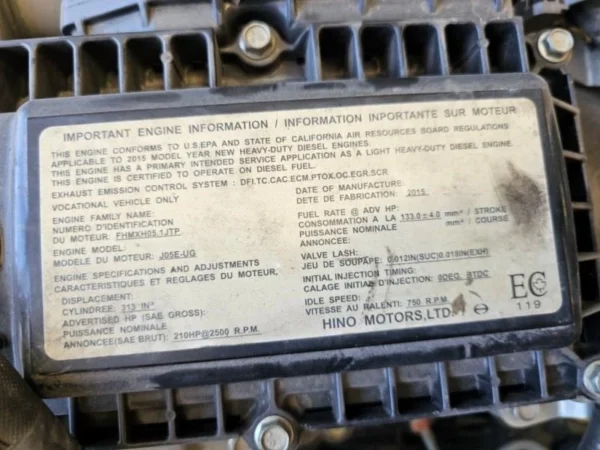 IMPORTANT ENGINE INFORMATION / INFORMATION INPORTANTE SUR MOTEUR
THIS ENGINE CONFORMS TO U.S.EPA AND STATE OF CALIFORNIA AIR RESOURCES BOARD REGULATIONS
APPLICABLE TO 2015 MODEL YEAR NEW HEAVY-DUTY DIESEL ENGINES.
THIS ENGINE HAS A PRIMARY INTENDED SERVICE APPLICATION AS A LIGHT HEAVY-DUTY DIESEL ENGINE.
THIS ENGINE IS CERTIFIED TO OPERATE ON DIESEL FUEL.
EXHAUST EMISSION CONTROL SYSTEM : DFI,TC,CAC,ECM,PTOX,OC,EGR,SCR
VOCATIONAL VEHICLE ONLY
ENGINE FAMILY NAME:
NUMERO D'IDENTIFICATION
DU MOTEUR: FHMXH05.1JTP
ENGINE MODEL:
MODÈLE DU MOTEUR: J05E-UG
ENGINE SPECIFICATIONS AND ADJUSTMENTS
CARACTERISTIQUES ET REGLAGES DU MOTEUR,
DISPLACEMENT:
CYLINDREE: 313 IN³
ADVERTISED HP (SAE GROSS):
PUISSANCE NOMINALE
ANNONCEE(SAE BRUT): 210HP@2500 R.P.M.
DATE OF MANUFACTURE:
DETE DE FABRICATION: 2015
FUEL RATE @ ADV HP:
A CONSOMMATION A LA 133.0±4.0 mm³ / STROKE
PUISSANCE NOMINALE mm³ / COURSE
ANNONCEE:
VALVE LASH:
JEU DE SOUPAPE: 0.012IN(SUC)0.018IN(EXH)
INITIAL INJECTION TIMING:
CALAGE INITIAL D'INJECTION: 0DEG. BTDC
IDLE SPEED:
VITESSE AU RALENTI: 750 R.P.M.
HINO MOTORS,LTD.
EC
119